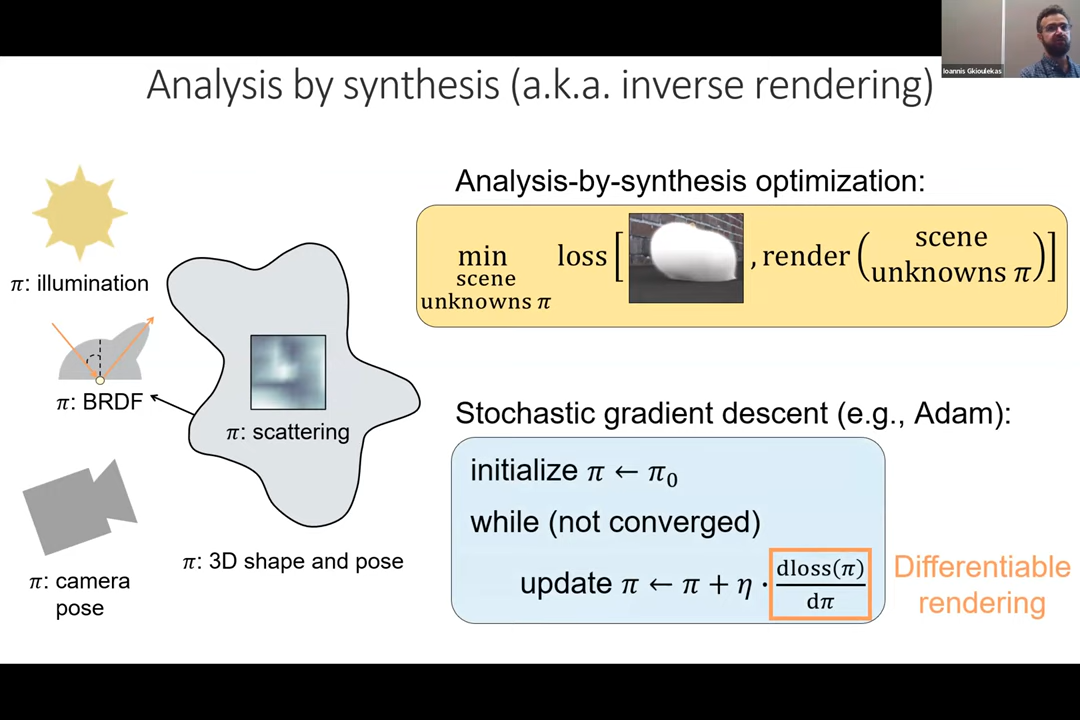 Ioannis Gkioulekas
Analysis by synthesis (a.k.a. inverse rendering)
π: illumination
π: BRDF
π: scattering
π: camera
pose
π: 3D shape and pose
Analysis-by-synthesis optimization:
min
scene
unknowns π
loss [ , render ( scene
unknowns π )]
Stochastic gradient descent (e.g., Adam):
initialize π ← π₀
while (not converged)
update π ← π + η · dloss(π)
dπ
Differentiable
rendering